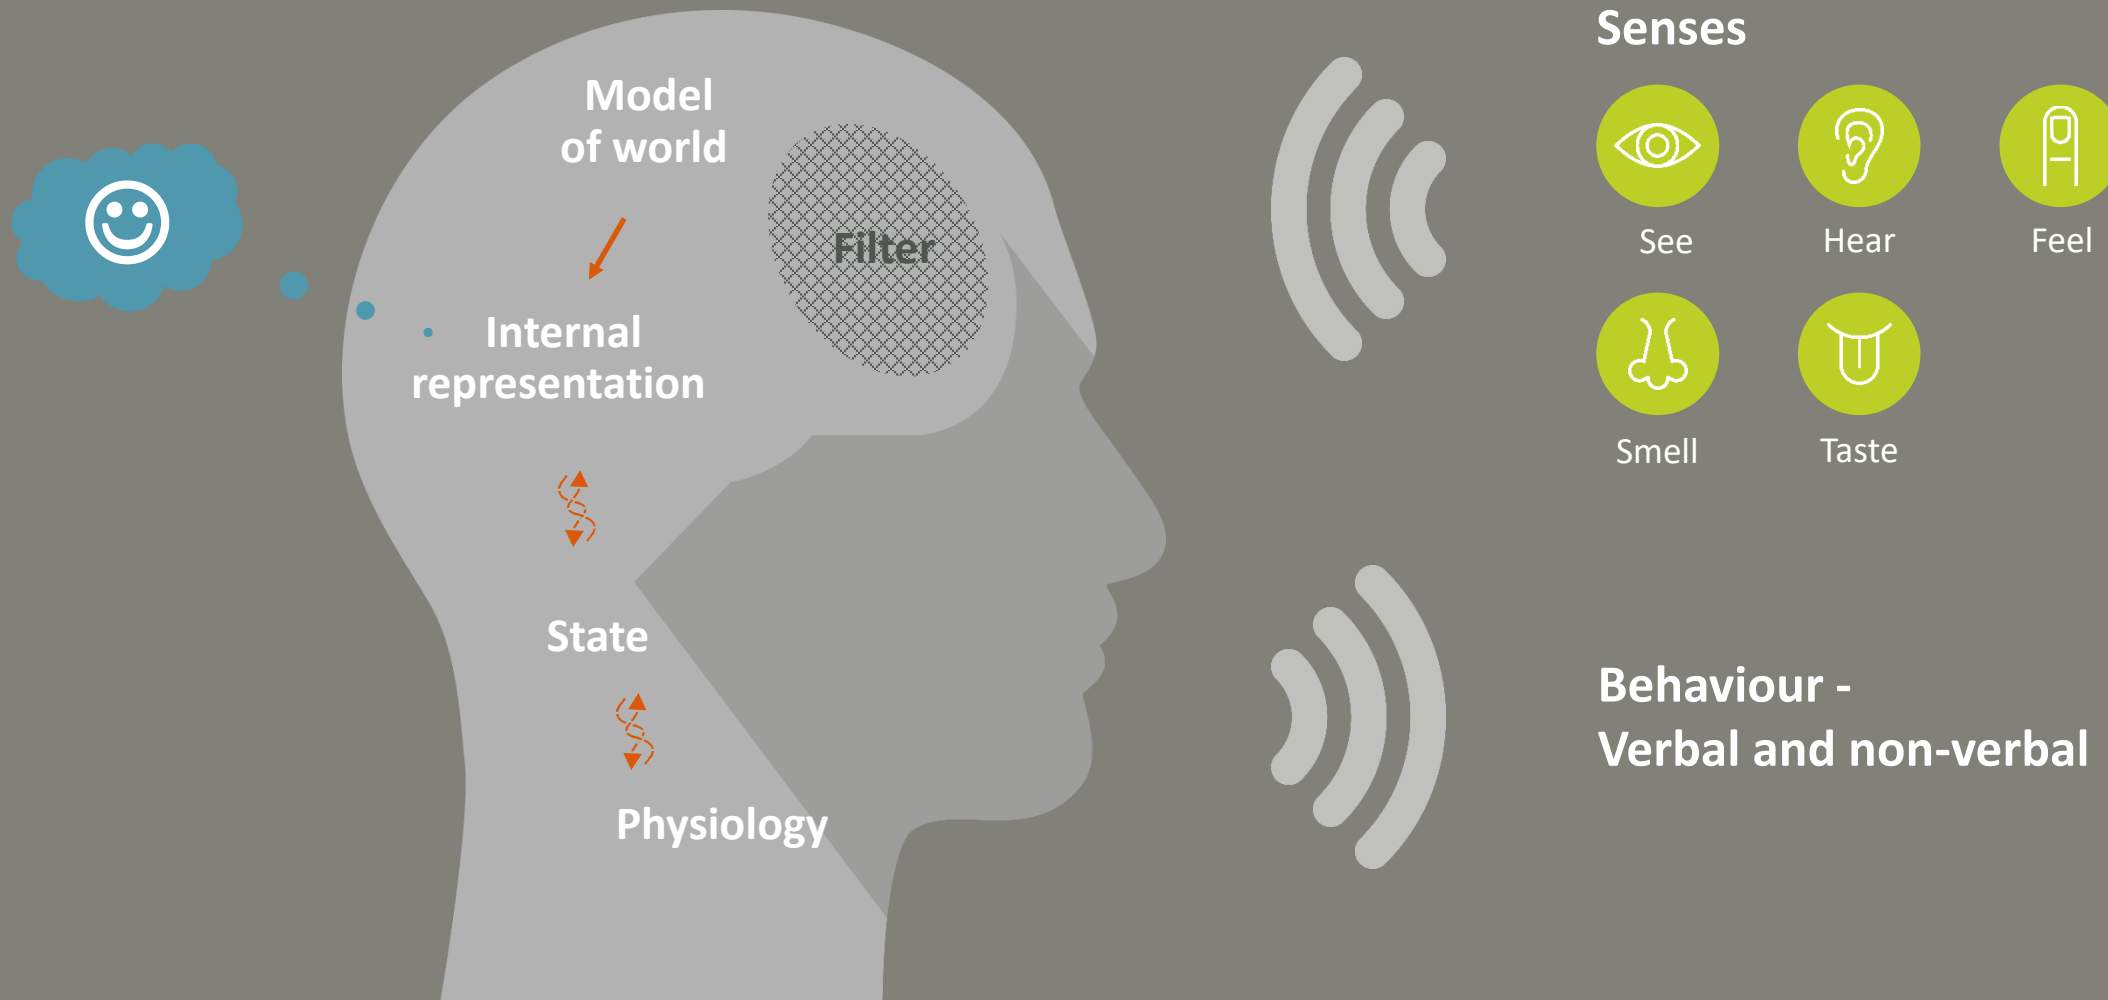 Model
of world
Filter
Internal
representation
State
Physiology
Senses
See
Hear
Feel
Smell
Taste
Behaviour -
Verbal and non-verbal